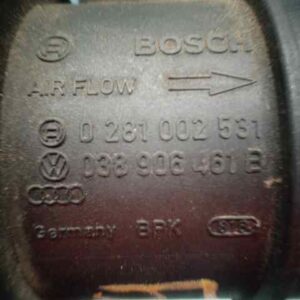 BOSCH
AIR FLOW
0 281 002 531
038 906 461 B
Germany BPK